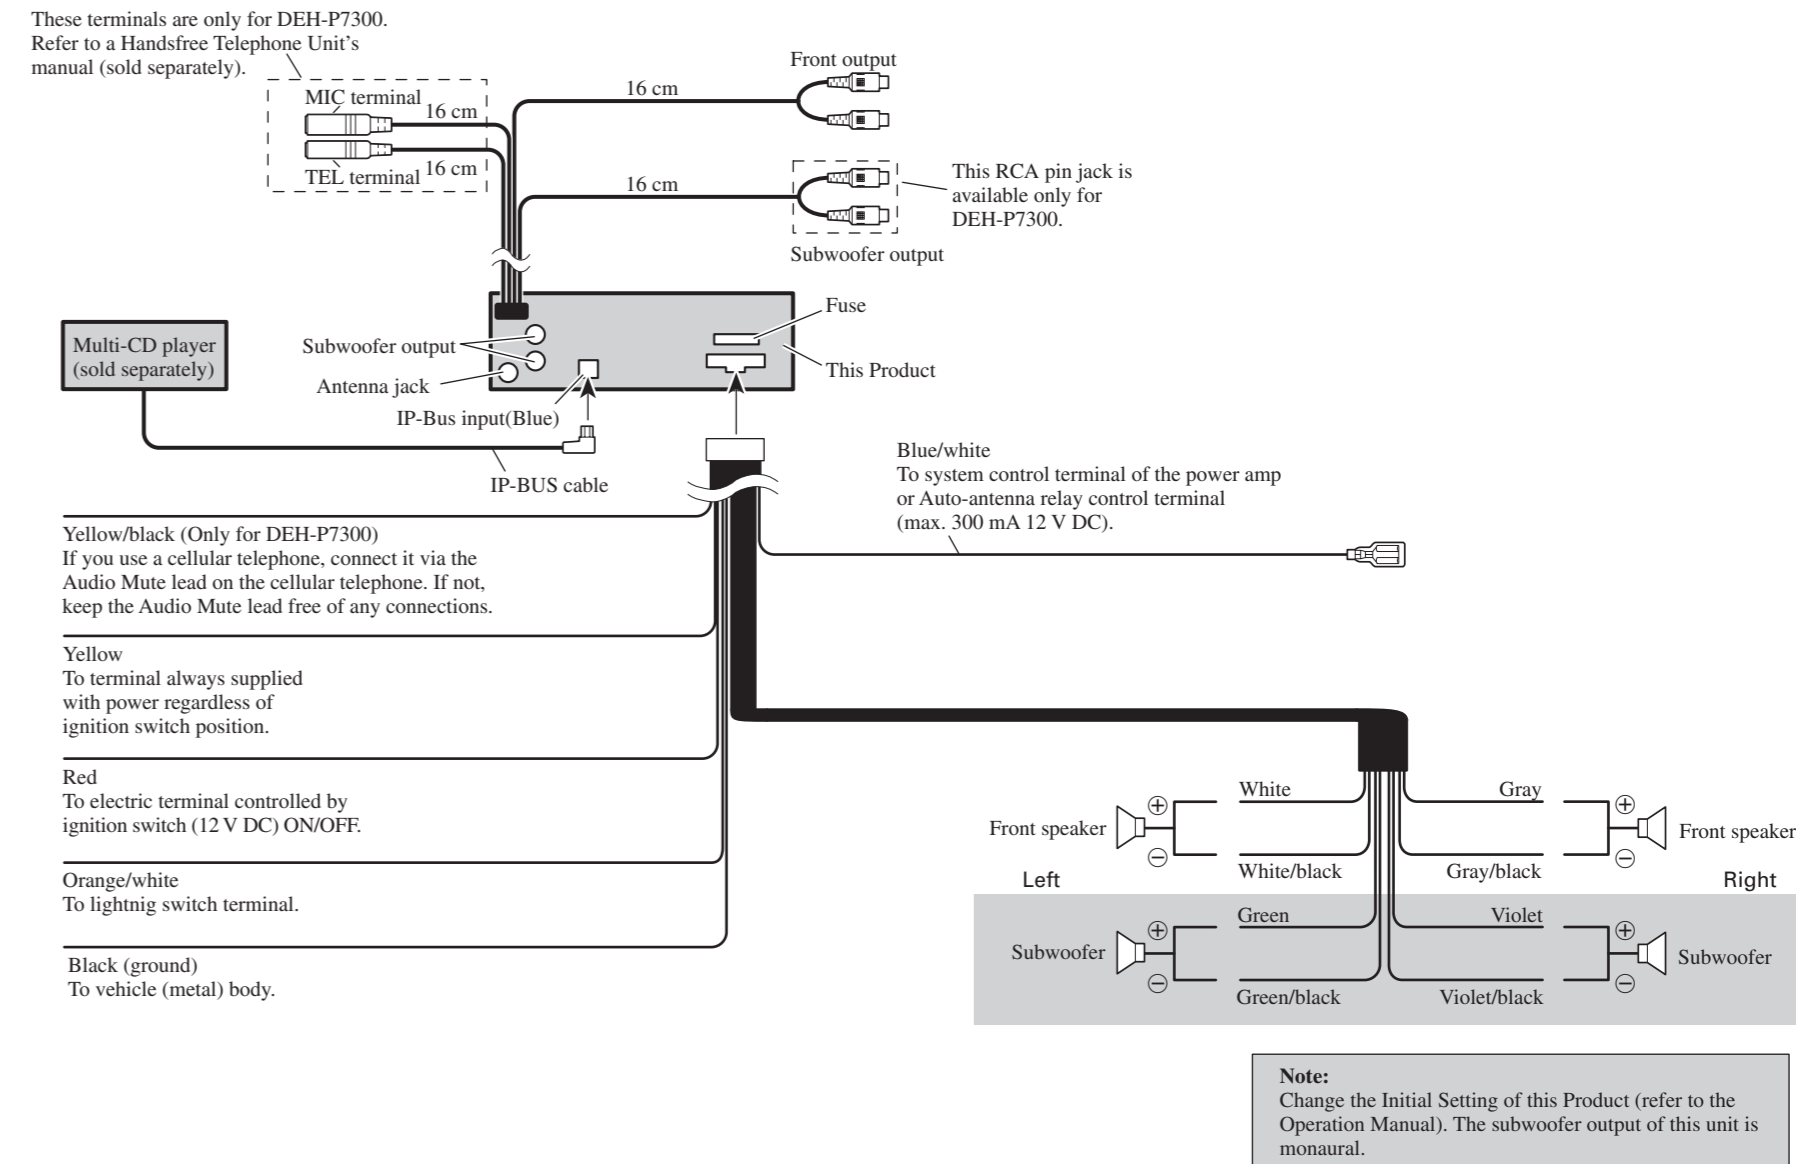 These terminals are only for DEH-P7300.
Refer to a Handsfree Telephone Unit's
manual (sold separately).
MIC terminal
16 cm
TEL terminal
16 cm
16 cm
Front output
16 cm
This RCA pin jack is
available only for
DEH-P7300.
Subwoofer output
Multi-CD player
(sold separately)
Subwoofer output
Antenna jack
IP-Bus input(Blue)
IP-BUS cable
Fuse
This Product
Blue/white
To system control terminal of the power amp
or Auto-antenna relay control terminal
(max. 300 mA 12 V DC).
Yellow/black (Only for DEH-P7300)
If you use a cellular telephone, connect it via the
Audio Mute lead on the cellular telephone. If not,
keep the Audio Mute lead free of any connections.
Yellow
To terminal always supplied
with power regardless of
ignition switch position.
Red
To electric terminal controlled by
ignition switch (12 V DC) ON/OFF.
Orange/white
To lightnig switch terminal.
Black (ground)
To vehicle (metal) body.
White
Gray
+
+
Front speaker
Front speaker
−
−
White/black
Gray/black
Left
Right
Green
Violet
+
+
Subwoofer
Subwoofer
−
−
Green/black
Violet/black
Note:
Change the Initial Setting of this Product (refer to the
Operation Manual). The subwoofer output of this unit is
monaural.